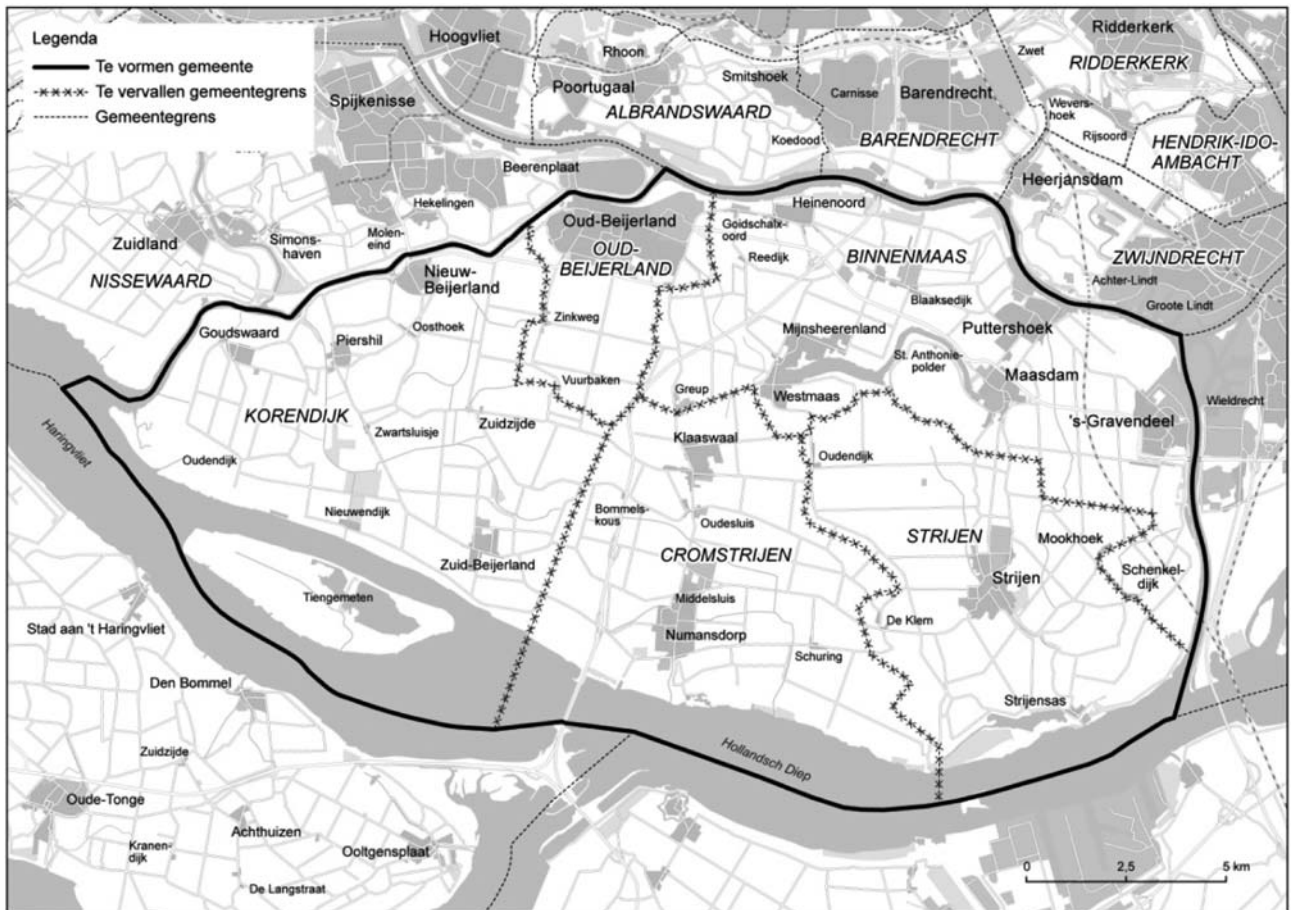 Legenda
Te vormen gemeente
Te vervallen gemeentegrens
Gemeentegrens
Hoogvliet
Rhoon
Poortugaal
Smitshoek
ALBRANDSWAARD
Koedood
Carnisse
Barendrecht
BARENDRECHT
Zwet
Ridderkerk
RIDDERKERK
Wevers-
hoek
Rijsoord
HENDRIK-IDO-
AMBACHT
Heerjansdam
Spijkenisse
Beerenplaat
Hekelingen
Molen-
eind
Simons-
haven
Zuidland
NISSEWAARD
Oud-Beijerland
OUD-
BEIJERLAND
Goidschalx-
oord
Reedijk
Heinenoord
BINNENMAAS
Blaaksedijk
ZWIJNDRECHT
Achter-Lindt
Groote Lindt
Nieuw-
Beijerland
Oosthoek
Goudswaard
Piershil
Zinkweg
Mijnsheerenland
Puttershoek
St. Anthonie-
polder
Maasdam
Wieldrecht
Vuurbaken
Greup
Westmaas
's-Gravendeel
KORENDIJK
Zwartsluisje
Zuidzijde
Klaaswaal
Oudendijk
Haringvliet
Oudendijk
Nieuwendijk
Bommels-
kous
Oudesluis
STRIJEN
Mookhoek
Zuid-Beijerland
CROMSTRIJEN
Strijen
Schenkel-
dijk
Tiengemeten
Middelsluis
De Klem
Numansdorp
Schuring
Stad aan 't Haringvliet
Den Bommel
Strijensas
Zuidzijde
Hollandsch Diep
Oude-Tonge
Achthuizen
Kranen-
dijk
Ooltgensplaat
De Langstraat
0 2,5 5 km